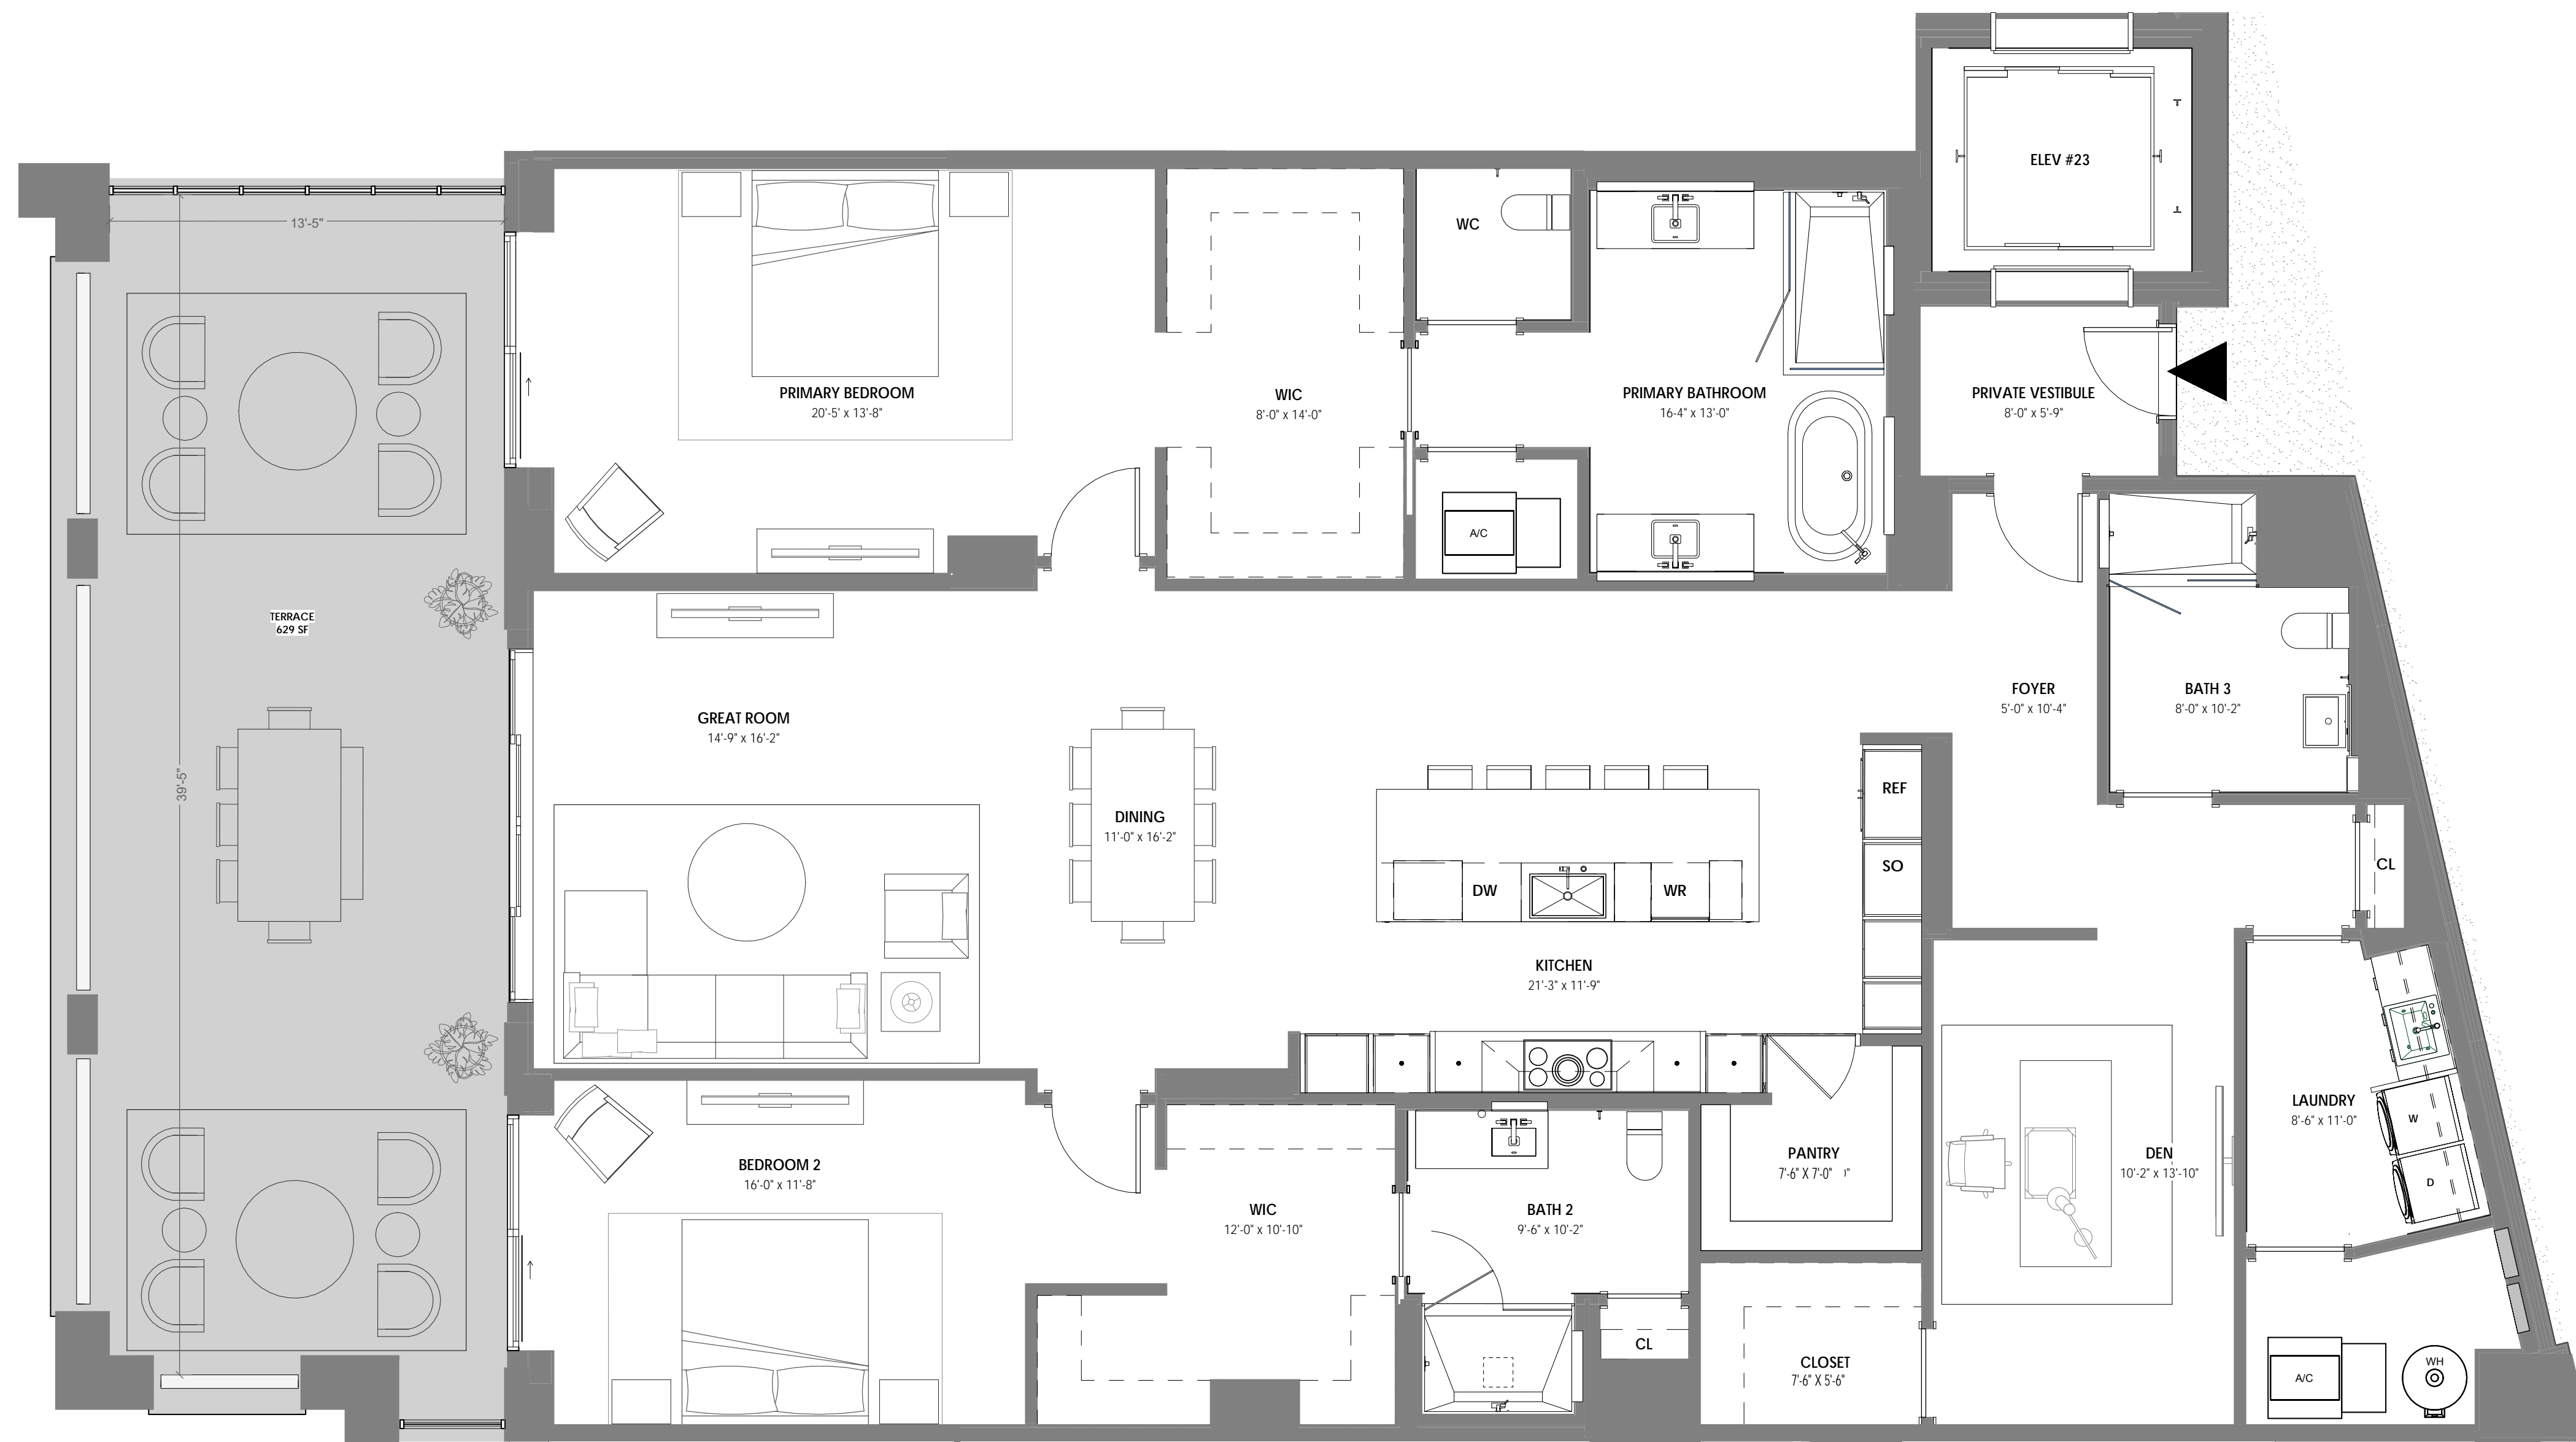 ELEV #23
13'-5"
WC
PRIMARY BEDROOM
20'-5' x 13'-8"
WIC
8'-0" x 14'-0"
PRIMARY BATHROOM
16-4" x 13'-0"
PRIVATE VESTIBULE
8'-0" x 5'-9"
A/C
TERRACE
629 SF
GREAT ROOM
14'-9" x 16'-2"
FOYER
5'-0" x 10'-4"
BATH 3
8'-0" x 10'-2"
39'-5"
DINING
11'-0" x 16'-2"
REF
SO
CL
DW
WR
KITCHEN
21'-3" x 11'-9"
LAUNDRY
8'-6" x 11'-0"
W
D
BEDROOM 2
16'-0" x 11'-8"
PANTRY
7'-6" X 7'-0"
DEN
10'-2" x 13'-10"
WIC
12'-0" x 10'-10"
BATH 2
9'-6" x 10'-2"
CL
CLOSET
7'-6" X 5'-6"
A/C
WH